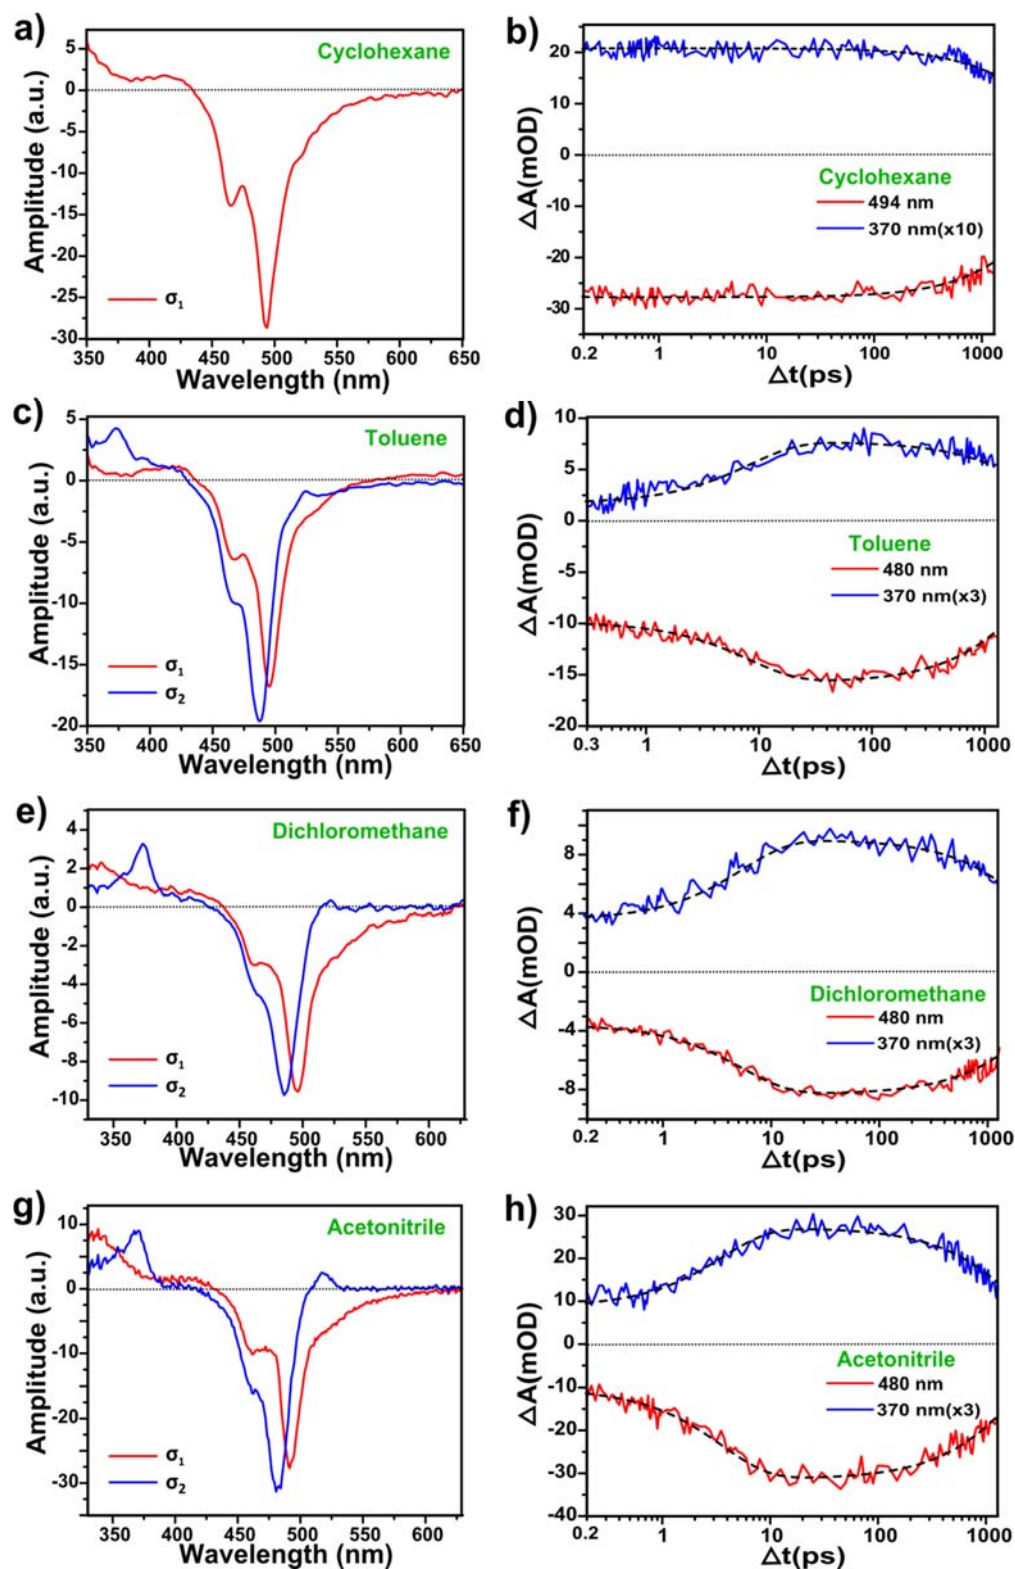 a)
Cyclohexane
Amplitude (a.u.)
5
0
-5
-10
-15
-20
-25
-30
σ1
350 400 450 500 550 600 650
Wavelength (nm)
b)
ΔA(mOD)
20
10
0
-10
-20
-30
Cyclohexane
494 nm
370 nm(x10)
0.2 1 10 100 1000
Δt(ps)
c)
Toluene
Amplitude (a.u.)
5
0
-5
-10
-15
-20
σ1
σ2
350 400 450 500 550 600 650
Wavelength (nm)
d)
ΔA(mOD)
10
5
0
-5
-10
-15
-20
Toluene
480 nm
370 nm(x3)
0.3 1 10 100 1000
Δt(ps)
e)
Dichloromethane
Amplitude (a.u.)
4
2
0
-2
-4
-6
-8
-10
σ1
σ2
350 400 450 500 550 600
Wavelength (nm)
f)
ΔA(mOD)
8
4
0
-4
-8
Dichloromethane
480 nm
370 nm(x3)
0.2 1 10 100 1000
Δt(ps)
g)
Acetonitrile
Amplitude (a.u.)
10
0
-10
-20
-30
σ1
σ2
350 400 450 500 550 600
Wavelength (nm)
h)
ΔA(mOD)
30
20
10
0
-10
-20
-30
-40
Acetonitrile
480 nm
370 nm(x3)
0.2 1 10 100 1000
Δt(ps)